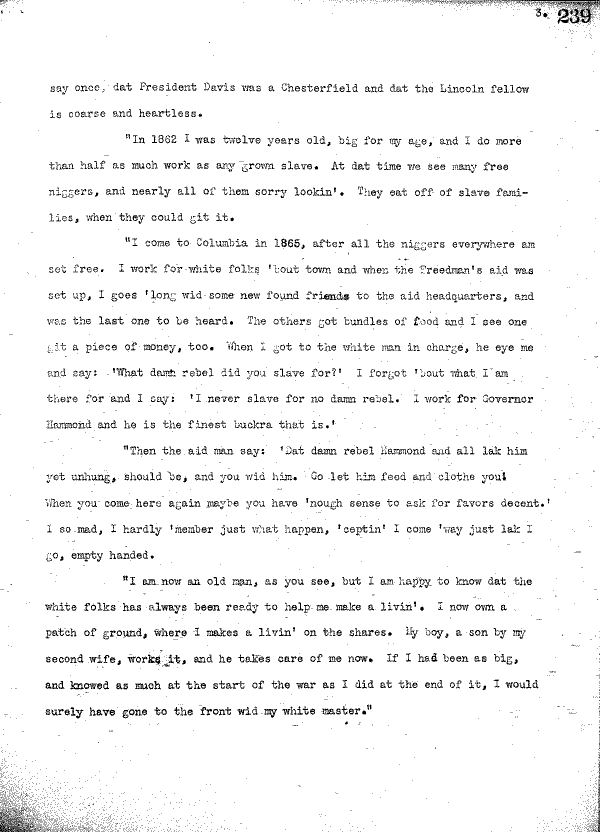 3. 239
say once, dat President Davis was a Chesterfield and dat the Lincoln fellow
is coarse and heartless.
"In 1862 I was twelve years old, big for my age, and I do more
than half as much work as any grown slave. At dat time we see many free
niggers, and nearly all of them sorry lookin'. They eat off of slave fami-
lies, when they could git it.
"I come to Columbia in 1865, after all the niggers everywhere am
set free. I work for white folks 'bout town and when the Freedman's aid was
set up, I goes 'long wid some new found friends to the aid headquarters, and
was the last one to be heard. The others got bundles of food and I see one
git a piece of money, too. When I got to the white man in charge, he eye me
and say: 'What damn rebel did you slave for?' I forgot 'bout what I am
there for and I say: 'I never slave for no damn rebel. I work for Governor
Hammond and he is the finest buckra that is.'
"Then the aid man say: 'Dat damn rebel Hammond and all lak him
yet unhung, should be, and you wid him. Go let him feed and clothe you!
When you come here again maybe you have 'nough sense to ask for favors decent.'
I so mad, I hardly 'member just what happen, 'ceptin' I come 'way just lak I
go, empty handed.
"I am now an old man, as you see, but I am happy to know dat the
white folks has always been ready to help me make a livin'. I now own a
patch of ground, where I makes a livin' on the shares. My boy, a son by my
second wife, works it, and he takes care of me now. If I had been as big,
and knowed as much at the start of the war as I did at the end of it, I would
surely have gone to the front wid my white master."